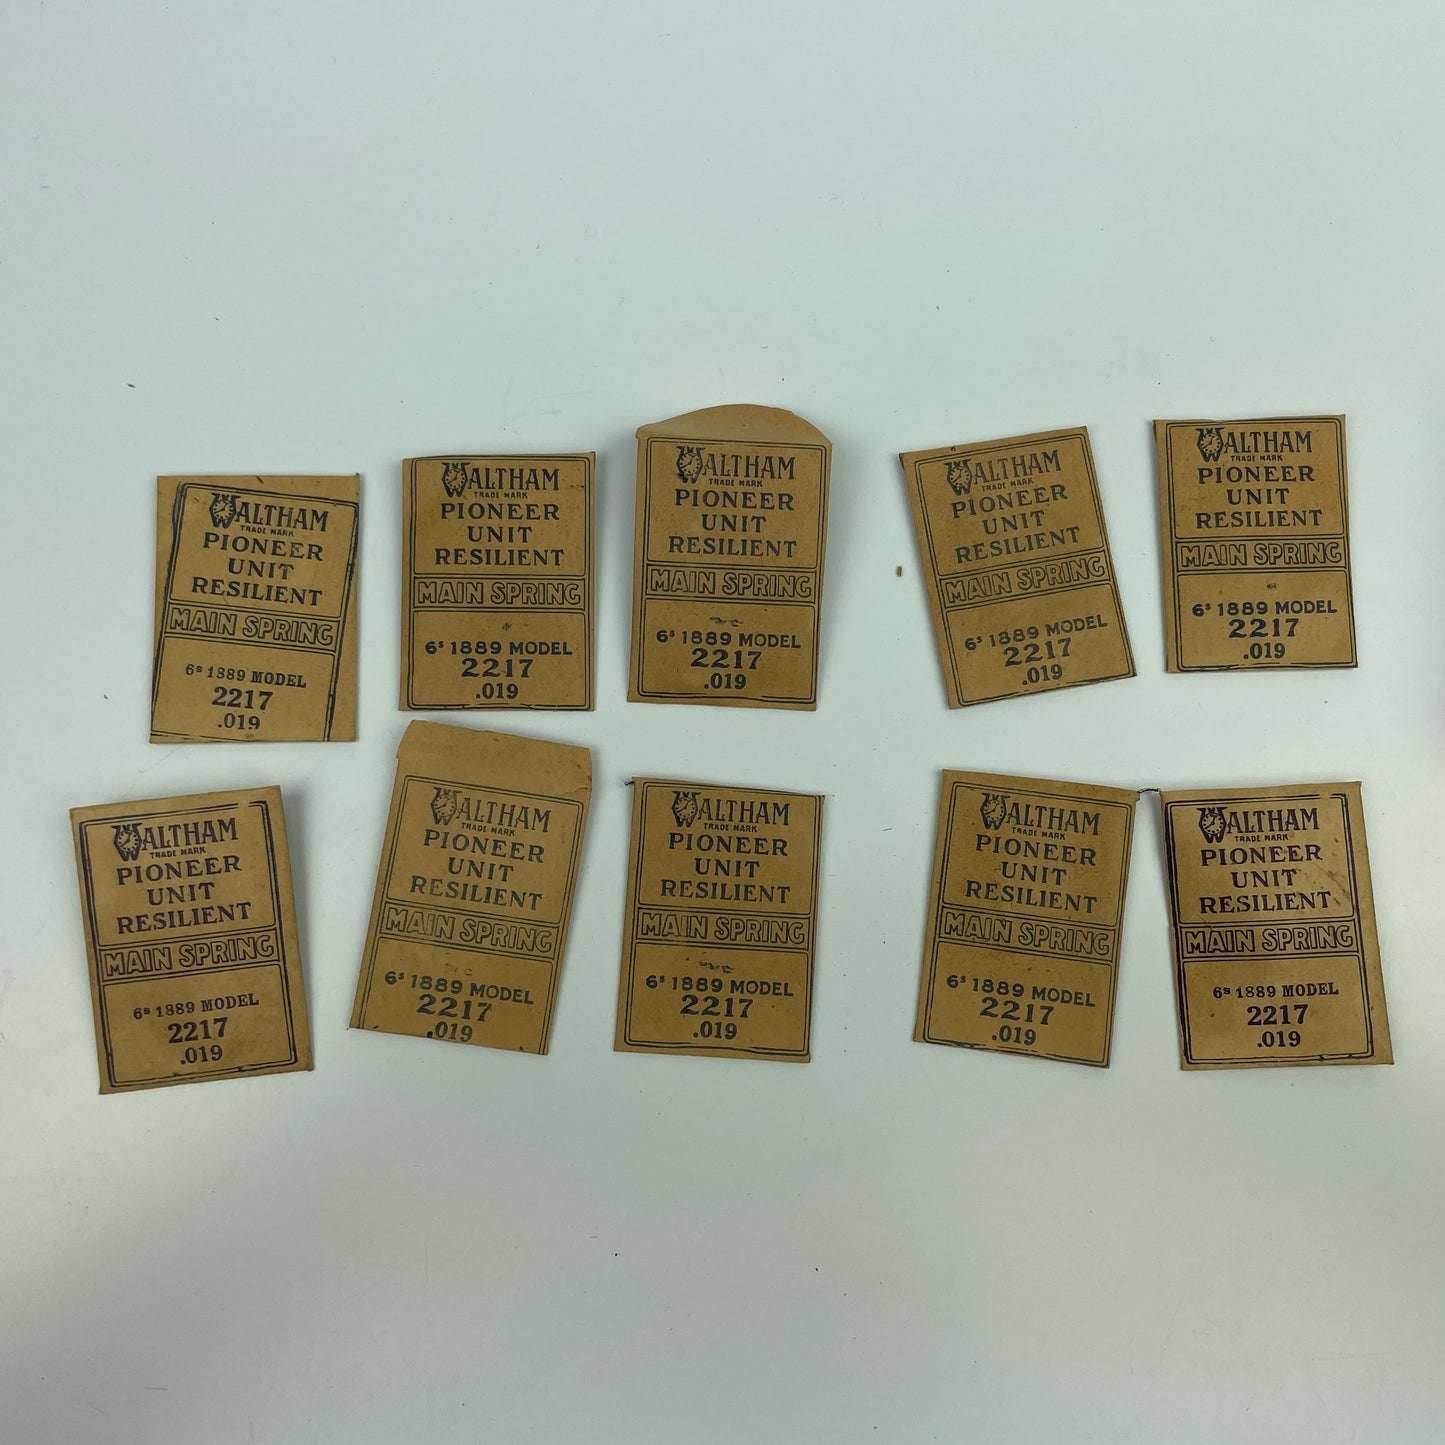 WALTHAM
TRADE MARK
PIONEER
UNIT
RESILIENT
MAIN SPRING
6s 1889 MODEL
2217
.019
WALTHAM
TRADE MARK
PIONEER
UNIT
RESILIENT
MAIN SPRING
6s 1889 MODEL
2217
.019
WALTHAM
TRADE MARK
PIONEER
UNIT
RESILIENT
MAIN SPRING
6s 1889 MODEL
2217
.019
WALTHAM
TRADE MARK
PIONEER
UNIT
RESILIENT
MAIN SPRING
6s 1889 MODEL
2217
.019
WALTHAM
TRADE MARK
PIONEER
UNIT
RESILIENT
MAIN SPRING
6s 1889 MODEL
2217
.019
WALTHAM
TRADE MARK
PIONEER
UNIT
RESILIENT
MAIN SPRING
6s 1889 MODEL
2217
.019
WALTHAM
TRADE MARK
PIONEER
UNIT
RESILIENT
MAIN SPRING
6s 1889 MODEL
2217
.019
WALTHAM
TRADE MARK
PIONEER
UNIT
RESILIENT
MAIN SPRING
6s 1889 MODEL
2217
.019
WALTHAM
TRADE MARK
PIONEER
UNIT
RESILIENT
MAIN SPRING
6s 1889 MODEL
2217
.019
WALTHAM
TRADE MARK
PIONEER
UNIT
RESILIENT
MAIN SPRING
6s 1889 MODEL
2217
.019